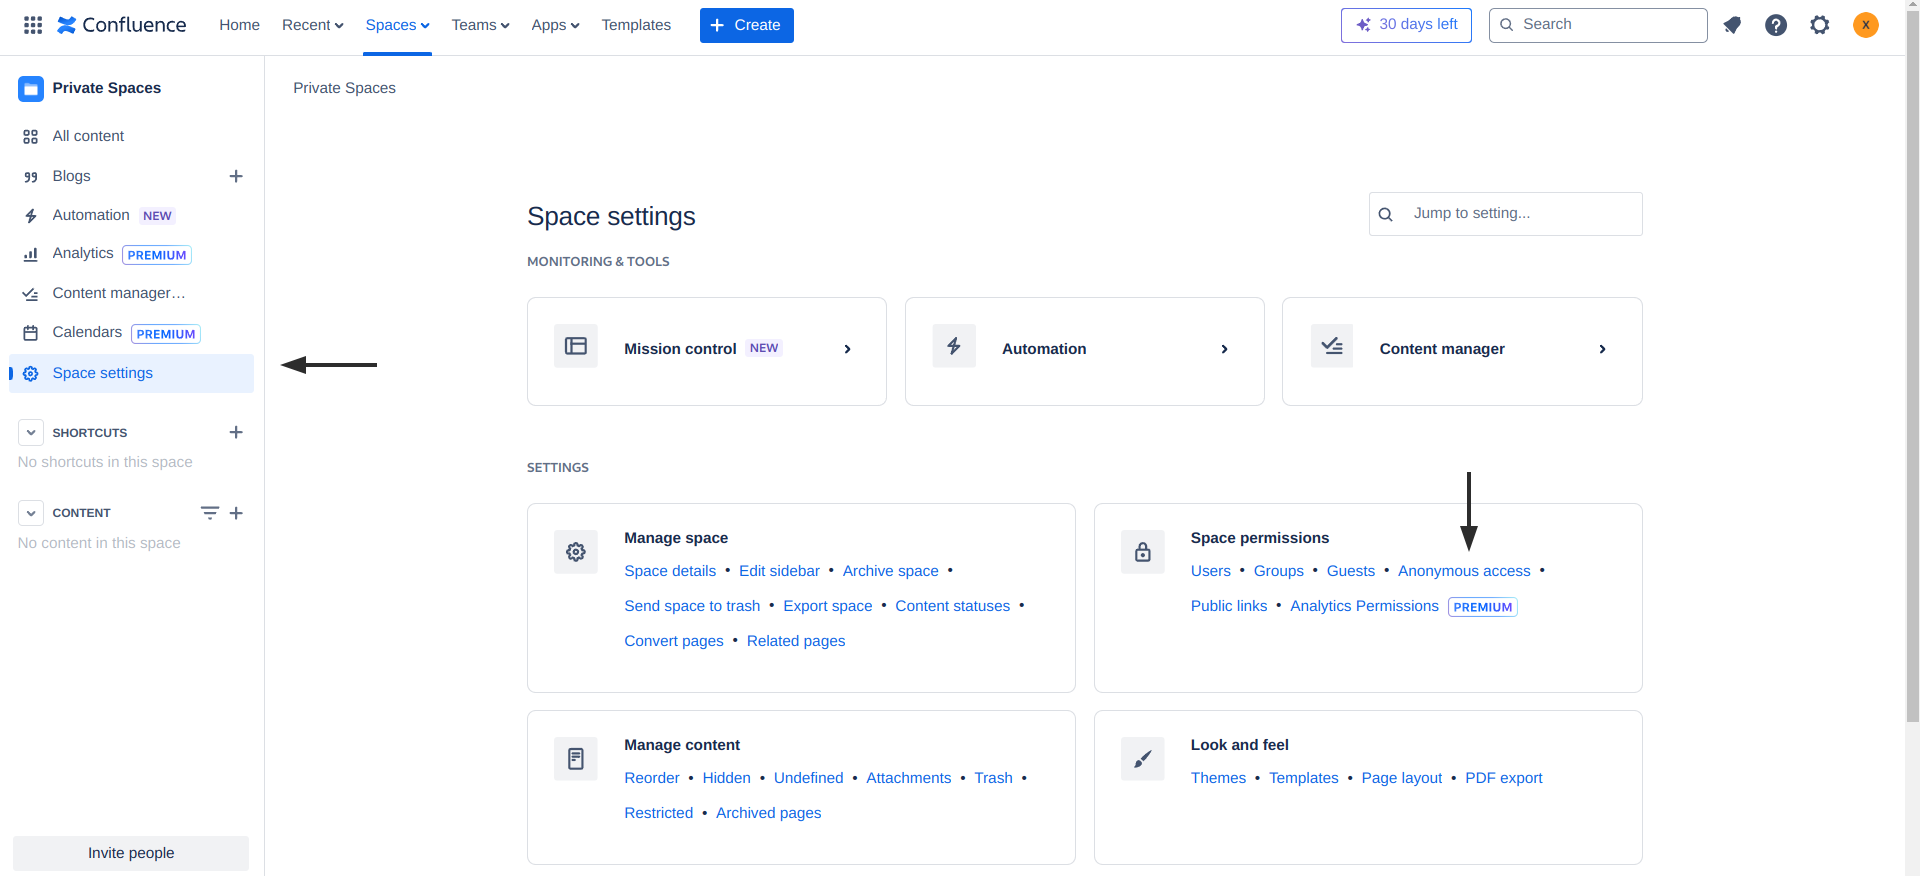 Confluence Home Recent Spaces Teams Apps Templates + Create 30 days left Search X
Private Spaces
All content
Blogs
Automation NEW
Analytics PREMIUM
Content manager…
Calendars PREMIUM
Space settings
SHORTCUTS
No shortcuts in this space
CONTENT
No content in this space
Invite people
Private Spaces
Space settings
Jump to setting...
MONITORING & TOOLS
Mission control NEW
Automation
Content manager
SETTINGS
Manage space
Space details • Edit sidebar • Archive space •
Send space to trash • Export space • Content statuses •
Convert pages • Related pages
Space permissions
Users • Groups • Guests • Anonymous access •
Public links • Analytics Permissions PREMIUM
Manage content
Reorder • Hidden • Undefined • Attachments • Trash •
Restricted • Archived pages
Look and feel
Themes • Templates • Page layout • PDF export